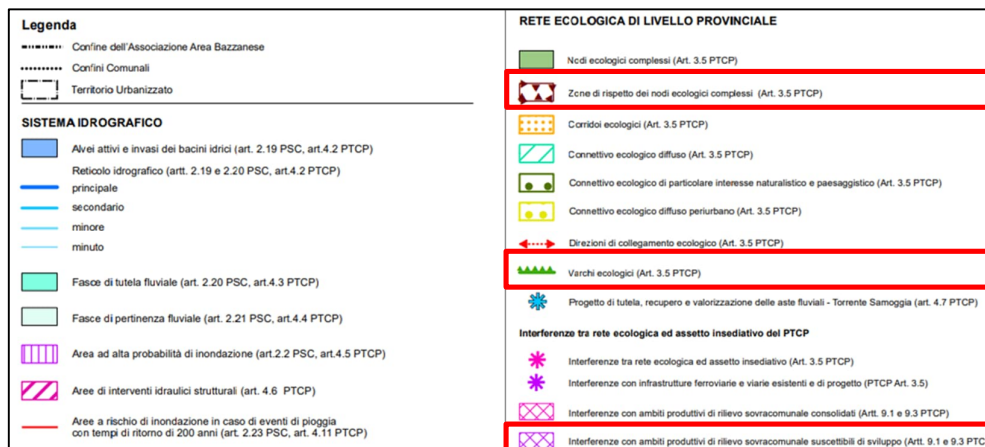 Legenda
Confine dell'Associazione Area Bazzanese
Confini Comunali
Territorio Urbanizzato
SISTEMA IDROGRAFICO
Alvei attivi e invasi dei bacini idrici (art. 2.19 PSC, art.4.2 PTCP)
Reticolo idrografico (artt. 2.19 e 2.20 PSC, art.4.2 PTCP)
principale
secondario
minore
minuto
Fasce di tutela fluviale (art. 2.20 PSC, art.4.3 PTCP)
Fasce di pertinenza fluviale (art. 2.21 PSC, art.4.4 PTCP)
Area ad alta probabilità di inondazione (art.2.2 PSC, art.4.5 PTCP)
Aree di interventi idraulici strutturali (art. 4.6 PTCP)
Aree a rischio di inondazione in caso di eventi di pioggia
con tempi di ritorno di 200 anni (art. 2.23 PSC, art. 4.11 PTCP)
RETE ECOLOGICA DI LIVELLO PROVINCIALE
Nodi ecologici complessi (Art. 3.5 PTCP)
Zone di rispetto dei nodi ecologici complessi (Art. 3.5 PTCP)
Corridoi ecologici (Art. 3.5 PTCP)
Connettivo ecologico diffuso (Art. 3.5 PTCP)
Connettivo ecologico di particolare interesse naturalistico e paesaggistico (Art. 3.5 PTCP)
Connettivo ecologico diffuso periurbano (Art. 3.5 PTCP)
Direzioni di collegamento ecologico (Art. 3.5 PTCP)
Varchi ecologici (Art. 3.5 PTCP)
Progetto di tutela, recupero e valorizzazione delle aste fluviali - Torrente Samoggia (art. 4.7 PTCP)
Interferenze tra rete ecologica ed assetto insediativo del PTCP
Interferenze tra rete ecologica ed assetto insediativo (Art. 3.5 PTCP)
Interferenze con infrastrutture ferroviarie e viarie esistenti e di progetto (PTCP Art. 3.5)
Interferenze con ambiti produttivi di rilievo sovracomunale consolidati (Artt. 9.1 e 9.3 PTCP)
Interferenze con ambiti produttivi di rilievo sovracomunale suscettibili di sviluppo (Artt. 9.1 e 9.3 PTC